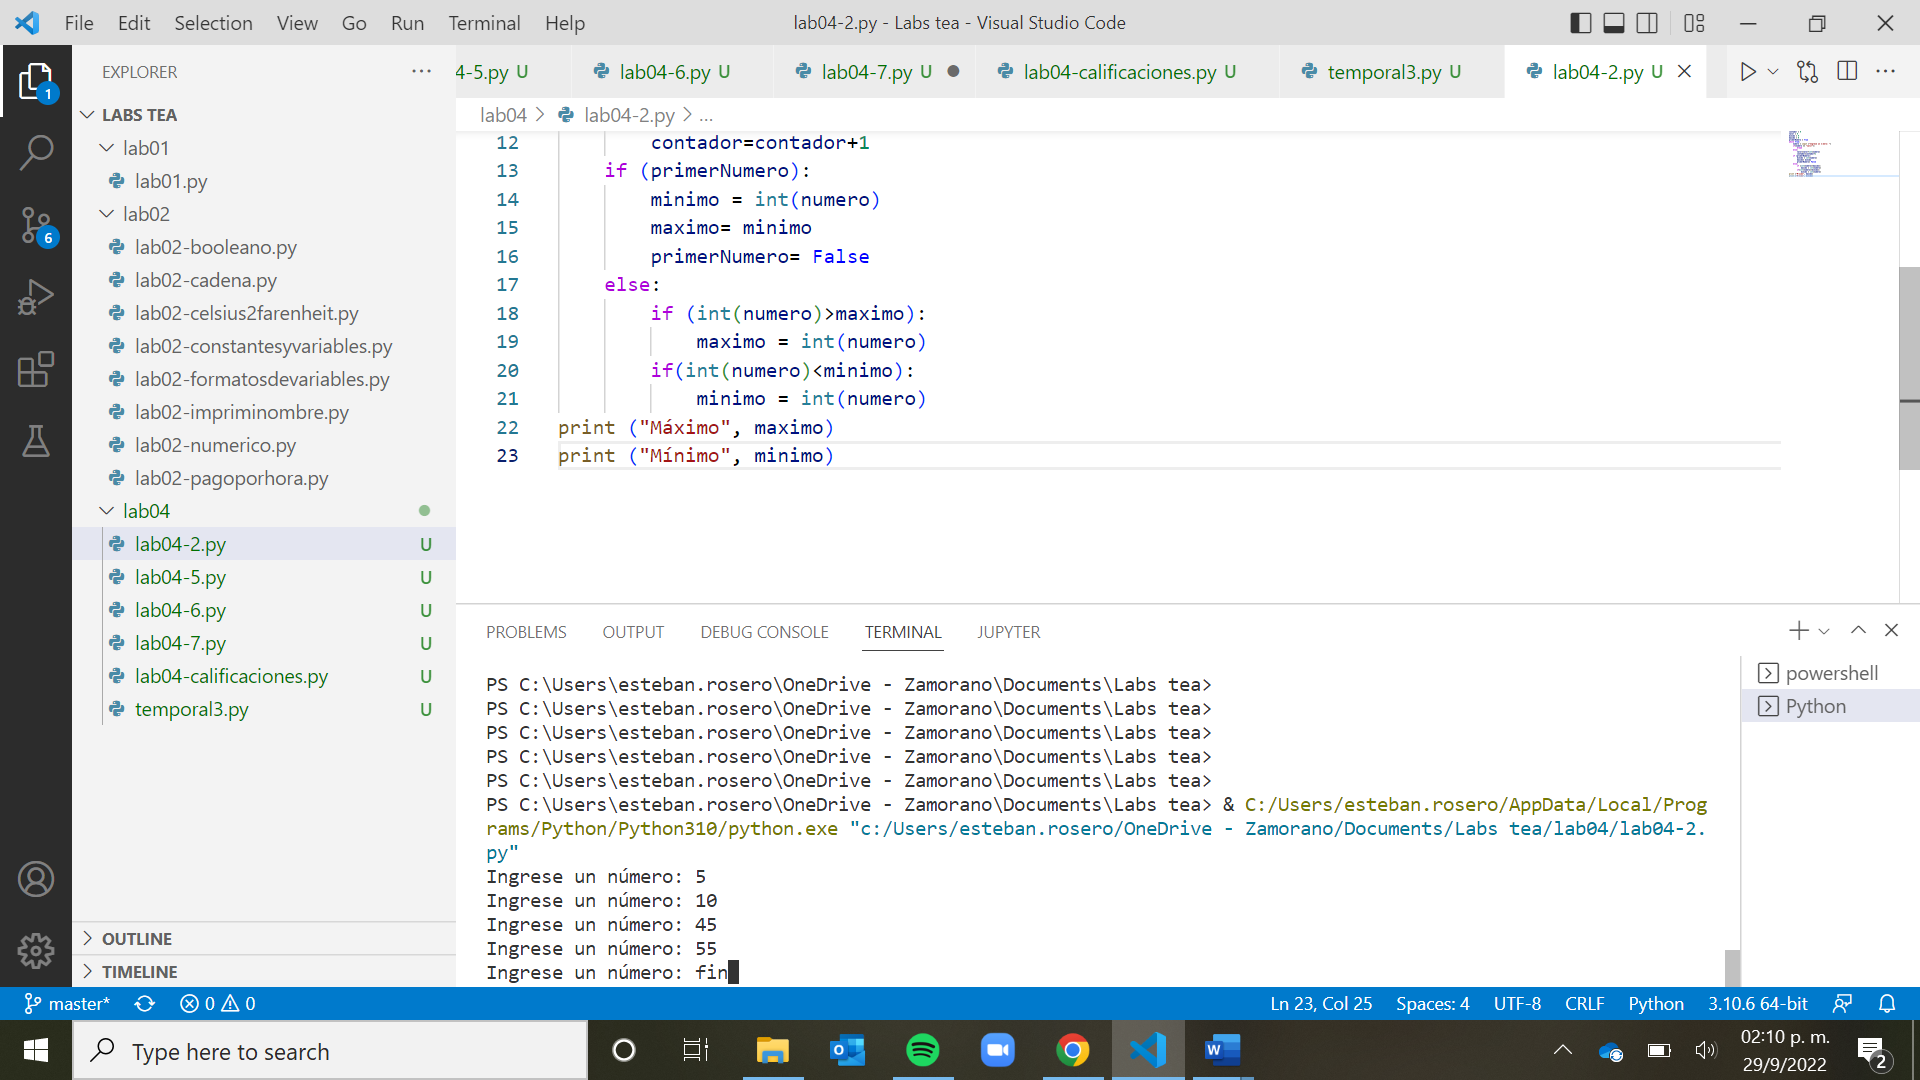 File Edit Selection View Go Run Terminal Help
lab04-2.py - Labs tea - Visual Studio Code
EXPLORER
4-5.py U
lab04-6.py U
lab04-7.py U
lab04-calificaciones.py U
temporal3.py U
lab04-2.py U
1
6
LABS TEA
lab01
lab01.py
lab02
lab02-booleano.py
lab02-cadena.py
lab02-celsius2farenheit.py
lab02-constantesyvariables.py
lab02-formatosdevariables.py
lab02-impriminombre.py
lab02-numerico.py
lab02-pagoporhora.py
lab04
lab04-2.py U
lab04-5.py U
lab04-6.py U
lab04-7.py U
lab04-calificaciones.py U
temporal3.py U
OUTLINE
TIMELINE
lab04 > lab04-2.py > ...
12 contador=contador+1
13 if (primerNumero):
14 minimo = int(numero)
15 maximo= minimo
16 primerNumero= False
17 else:
18 if (int(numero)>maximo):
19 maximo = int(numero)
20 if(int(numero)<minimo):
21 minimo = int(numero)
22 print ("Máximo", maximo)
23 print ("Mínimo", minimo)
PROBLEMS OUTPUT DEBUG CONSOLE TERMINAL JUPYTER
powershell
Python
PS C:\Users\esteban.rosero\OneDrive - Zamorano\Documents\Labs tea>
PS C:\Users\esteban.rosero\OneDrive - Zamorano\Documents\Labs tea>
PS C:\Users\esteban.rosero\OneDrive - Zamorano\Documents\Labs tea>
PS C:\Users\esteban.rosero\OneDrive - Zamorano\Documents\Labs tea>
PS C:\Users\esteban.rosero\OneDrive - Zamorano\Documents\Labs tea>
PS C:\Users\esteban.rosero\OneDrive - Zamorano\Documents\Labs tea> & C:/Users/esteban.rosero/AppData/Local/Prog
rams/Python/Python310/python.exe "c:/Users/esteban.rosero/OneDrive - Zamorano/Documents/Labs tea/lab04/lab04-2.
py"
Ingrese un número: 5
Ingrese un número: 10
Ingrese un número: 45
Ingrese un número: 55
Ingrese un número: fin
master* 0 0
Ln 23, Col 25 Spaces: 4 UTF-8 CRLF Python 3.10.6 64-bit
Type here to search
02:10 p. m.
29/9/2022
2